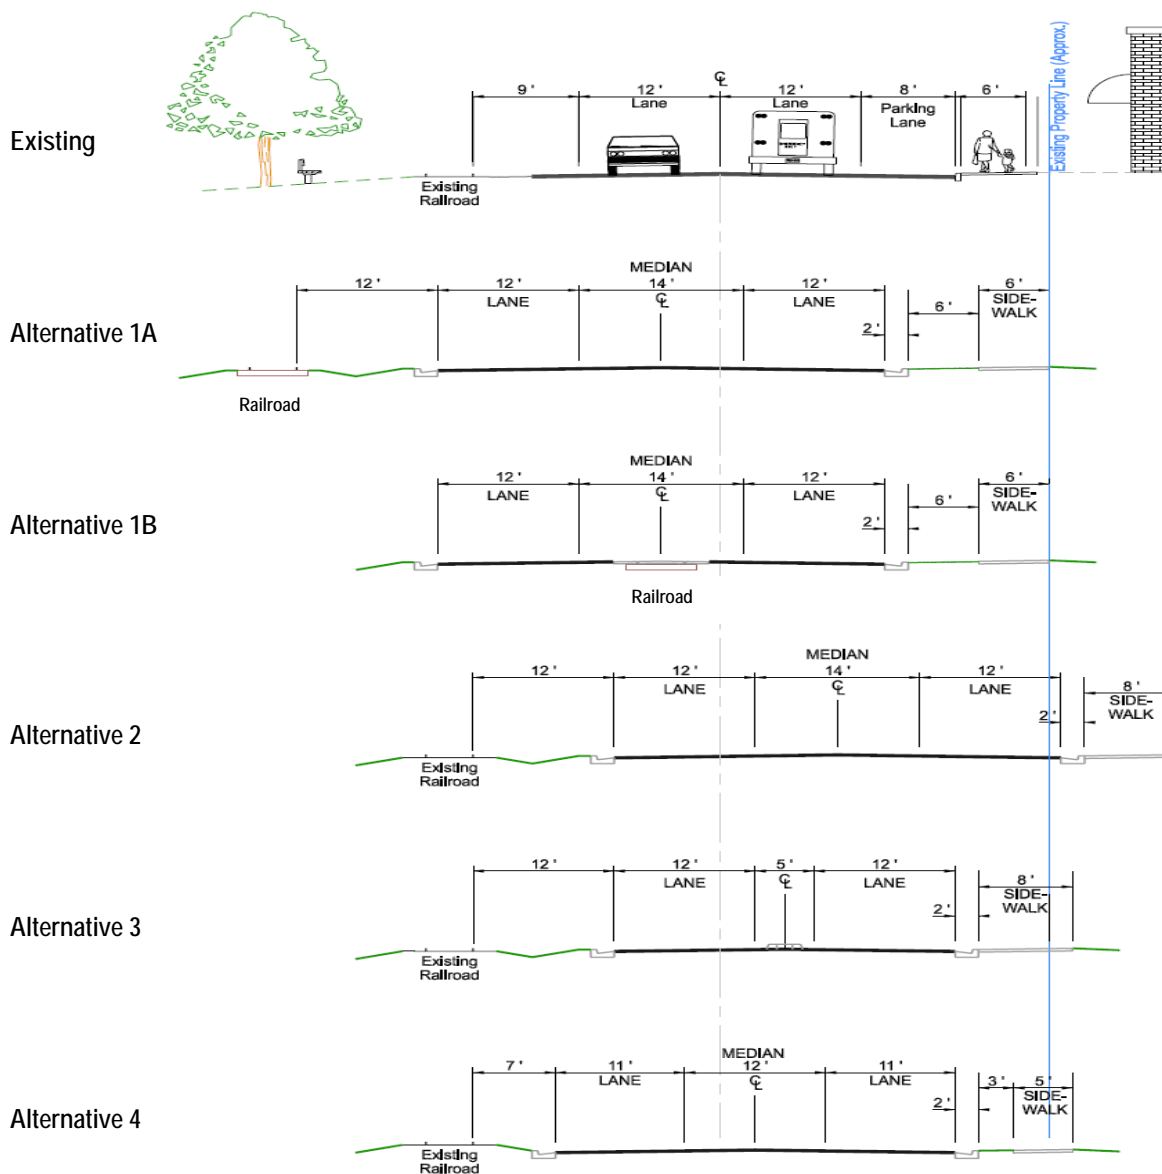 Existing
9 '
12 '
Lane
℄
12 '
Lane
8 '
Parking
Lane
6 '
Existing Property Line (Approx.)
Existing
Railroad
Alternative 1A
12 '
12 '
LANE
MEDIAN
14 '
℄
12 '
LANE
2 '
6 '
6 '
SIDE-
WALK
Railroad
Alternative 1B
12 '
LANE
MEDIAN
14 '
℄
12 '
LANE
2 '
6 '
6 '
SIDE-
WALK
Railroad
Alternative 2
12 '
12 '
LANE
MEDIAN
14 '
℄
12 '
LANE
2 '
8 '
SIDE-
WALK
Existing
Railroad
Alternative 3
12 '
12 '
LANE
5 '
℄
12 '
LANE
2 '
8 '
SIDE-
WALK
Existing
Railroad
Alternative 4
7 '
11 '
LANE
MEDIAN
12 '
℄
11 '
LANE
2 '
3 '
5 '
SIDE-
WALK
Existing
Railroad